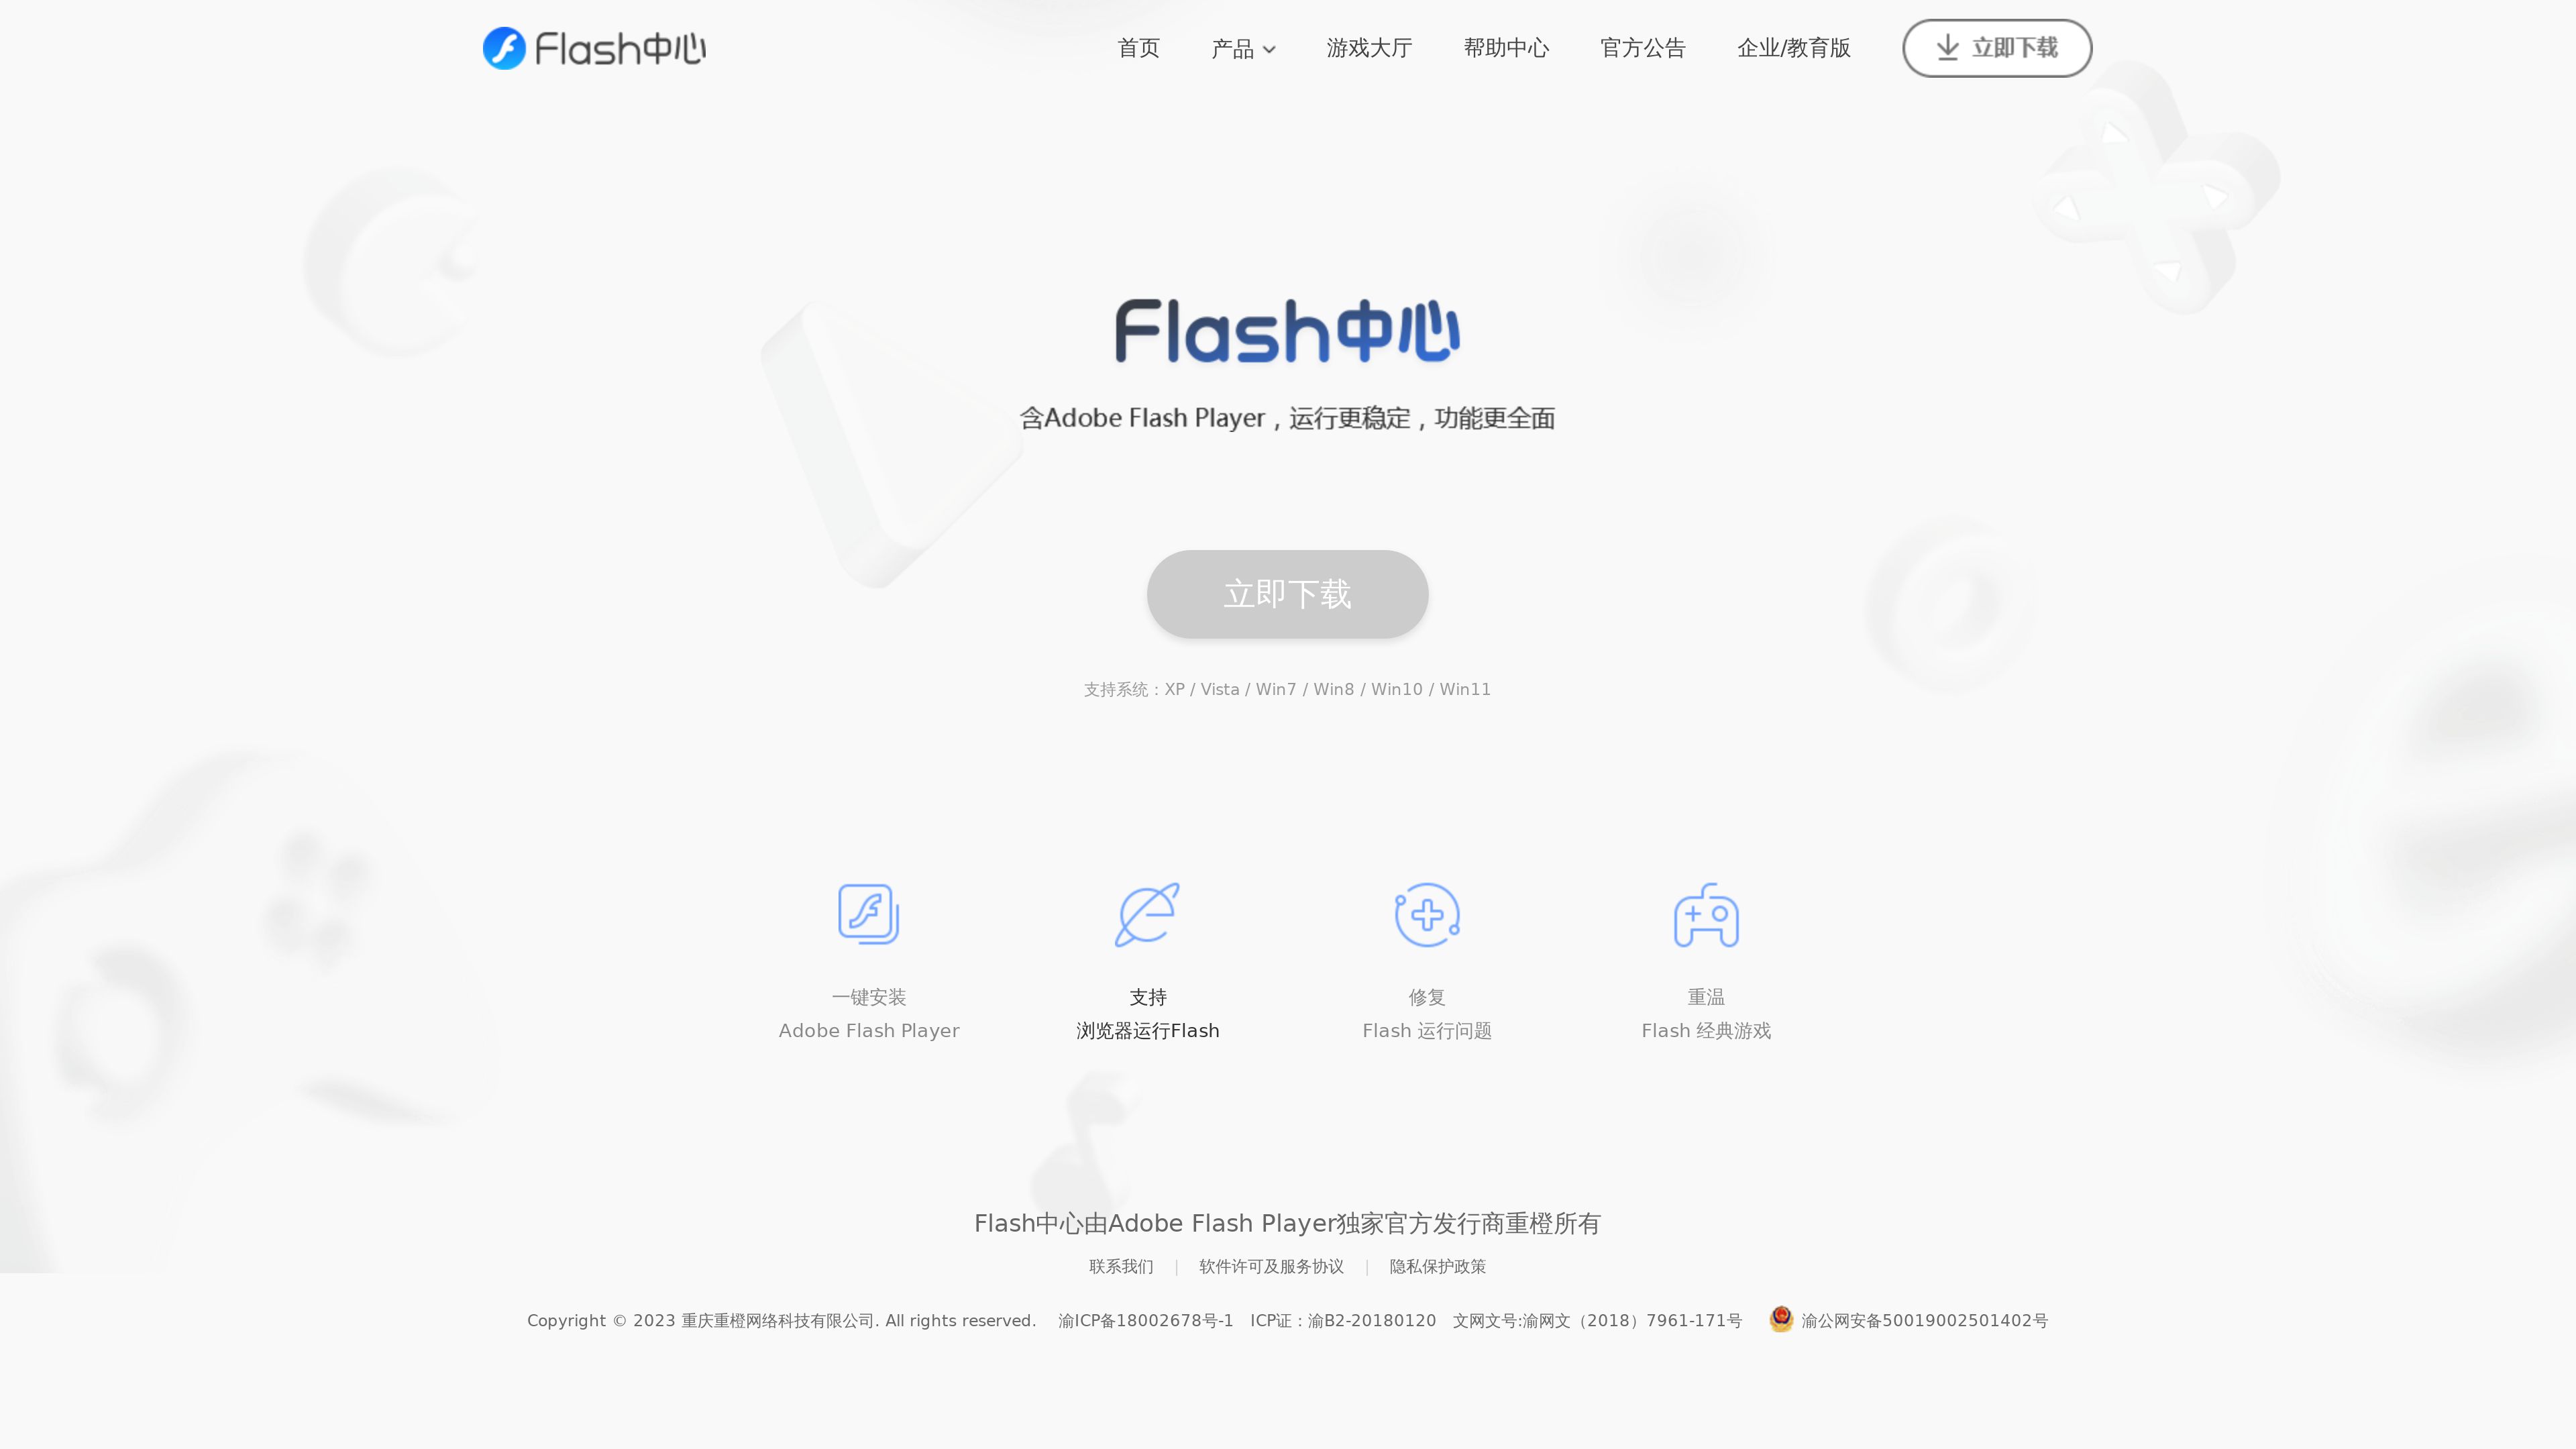 Flash中心
首页 产品 游戏大厅 帮助中心 官方公告 企业/教育版 立即下载
Flash中心
含Adobe Flash Player，运行更稳定，功能更全面
立即下载
支持系统：XP / Vista / Win7 / Win8 / Win10 / Win11
一键安装
Adobe Flash Player
支持
浏览器运行Flash
修复
Flash 运行问题
重温
Flash 经典游戏
Flash中心由Adobe Flash Player独家官方发行商重橙所有
联系我们 | 软件许可及服务协议 | 隐私保护政策
Copyright © 2023 重庆重橙网络科技有限公司. All rights reserved. 渝ICP备18002678号-1 ICP证：渝B2-20180120 文网文号:渝网文（2018）7961-171号 渝公网安备50019002501402号